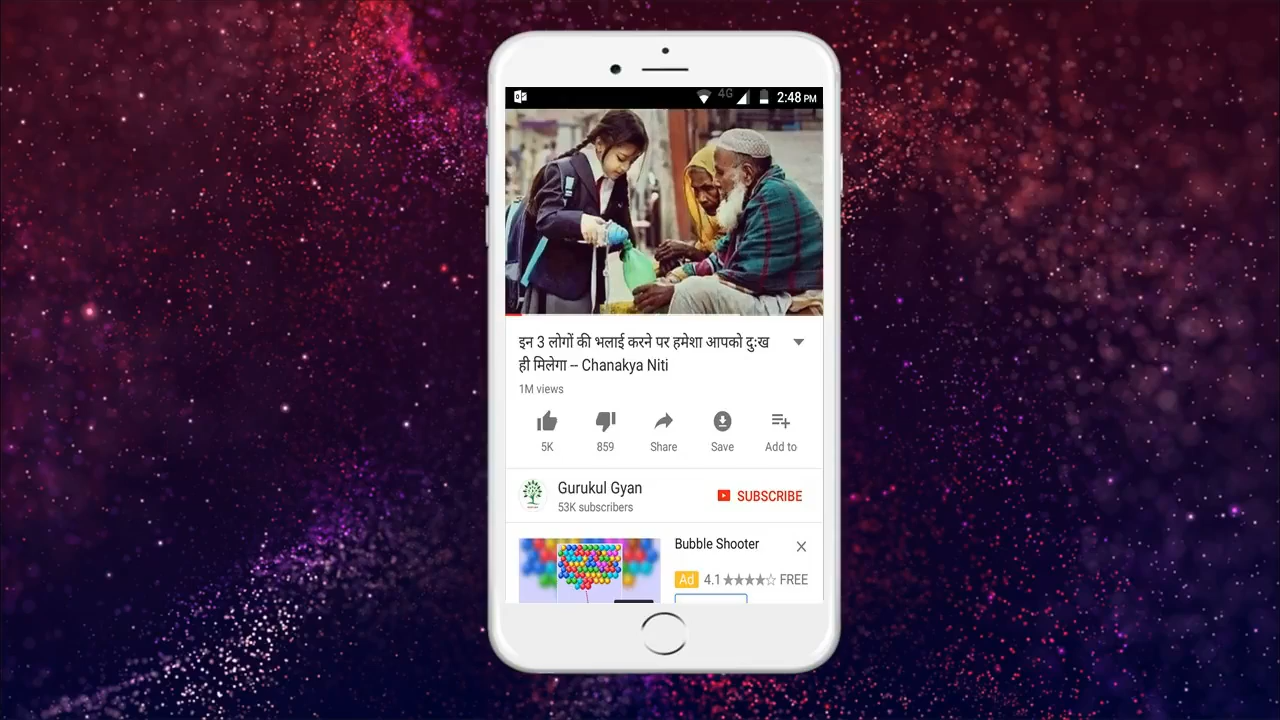 4G 2:48 PM
इन 3 लोगों की भलाई करने पर हमेशा आपको दुःख
ही मिलेगा -- Chanakya Niti
1M views
5K 859 Share Save Add to
Gurukul Gyan
53K subscribers
SUBSCRIBE
Bubble Shooter
Ad 4.1 FREE